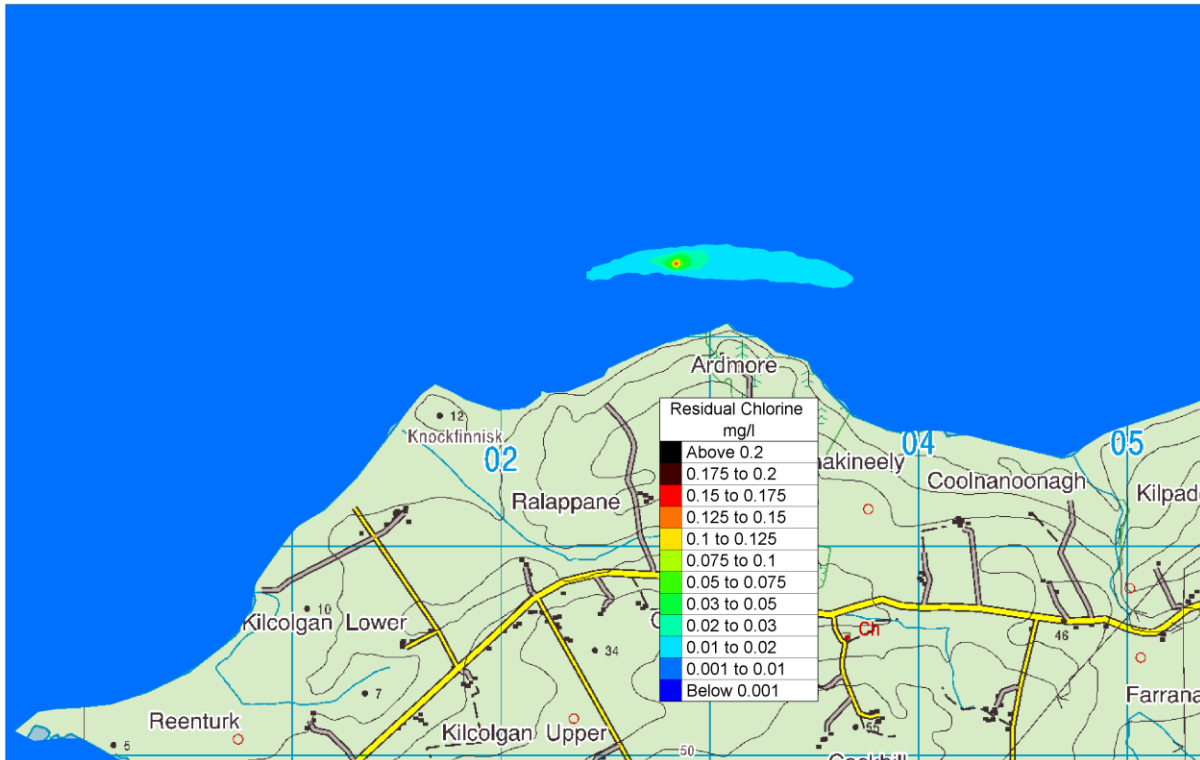 Ardmore
Residual Chlorine
mg/l
Above 0.2
0.175 to 0.2
0.15 to 0.175
0.125 to 0.15
0.1 to 0.125
0.075 to 0.1
0.05 to 0.075
0.03 to 0.05
0.02 to 0.03
0.01 to 0.02
0.001 to 0.01
Below 0.001
12
Knockfinnisk
02
04
05
akineely
Coolnanoonagh
Kilpad
Ralappane
10
Kilcolgan Lower
34
Ch
46
7
Farrana
Reenturk
Kilcolgan Upper
5
50